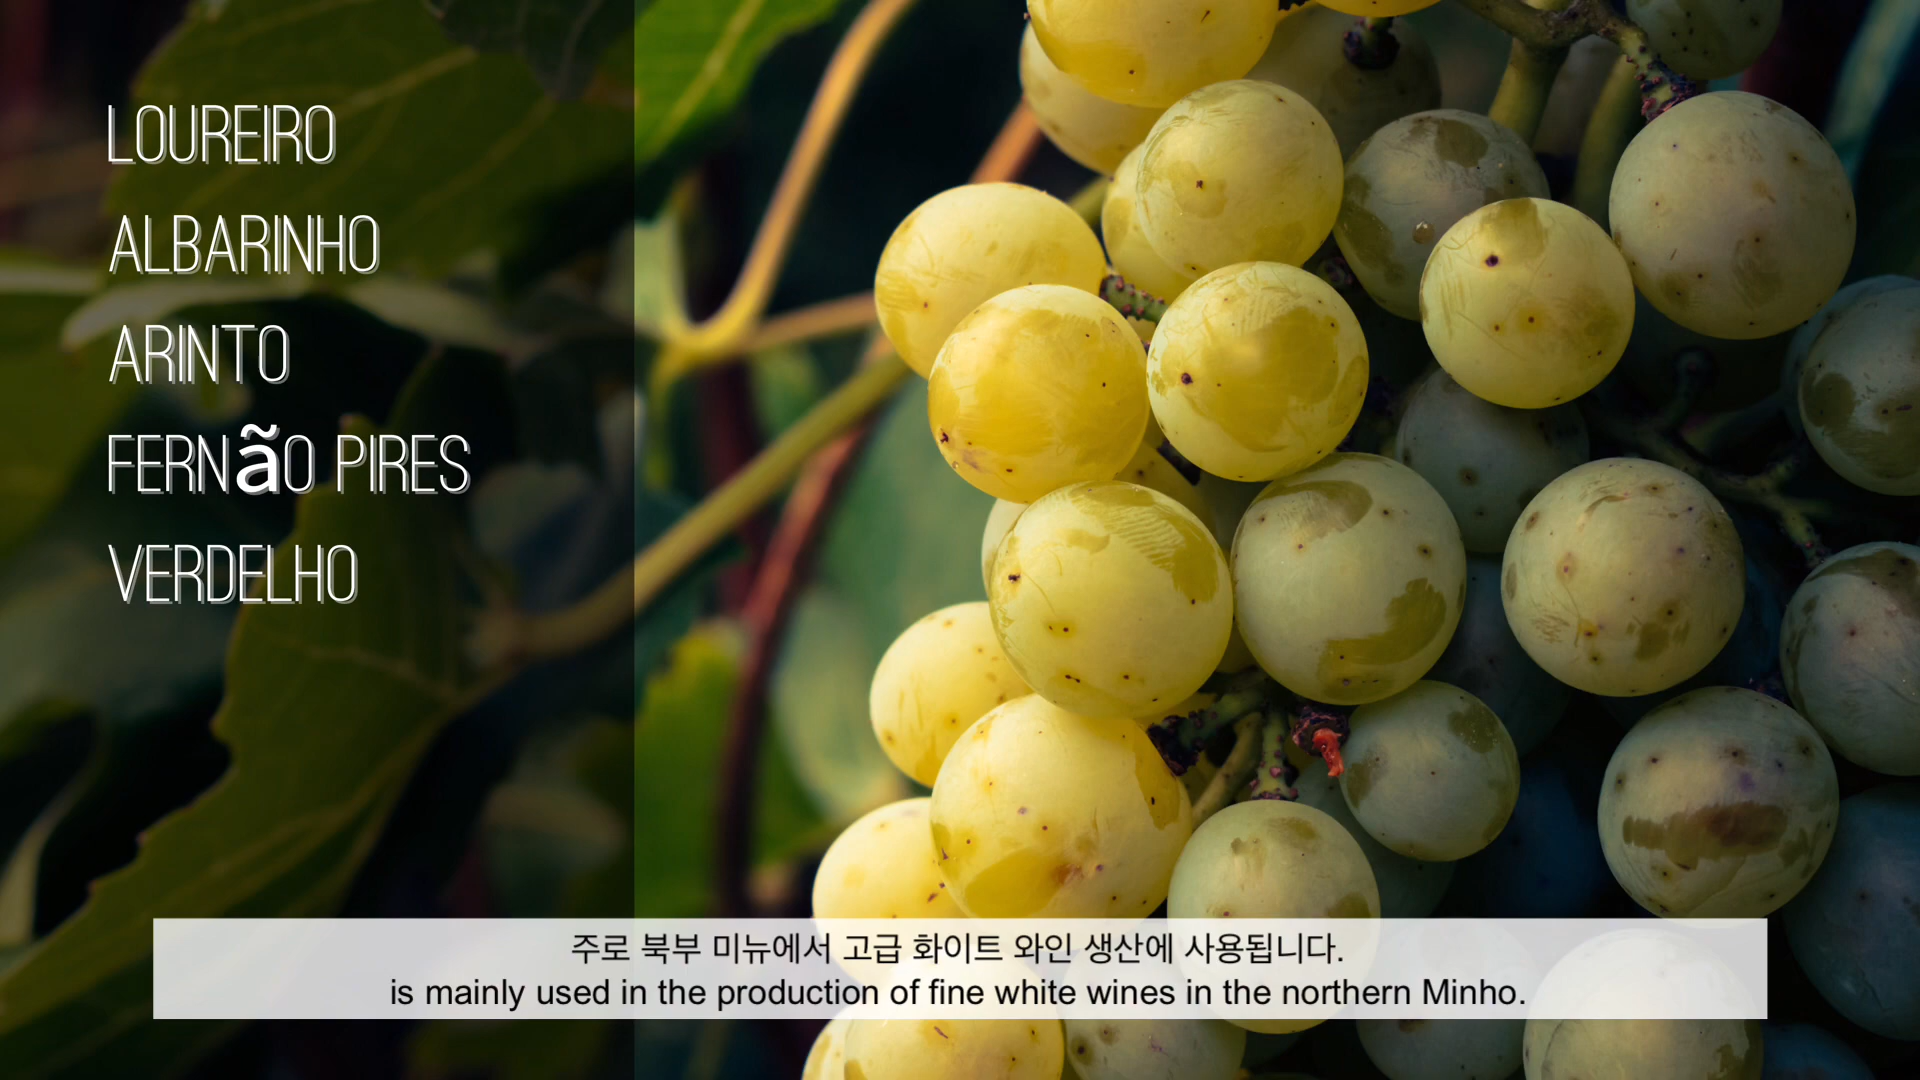 LOUREIRO
ALBARINHO
ARINTO
FERNãO PIRES
VERDELHO
주로 북부 미뉴에서 고급 화이트 와인 생산에 사용됩니다.
is mainly used in the production of fine white wines in the northern Minho.